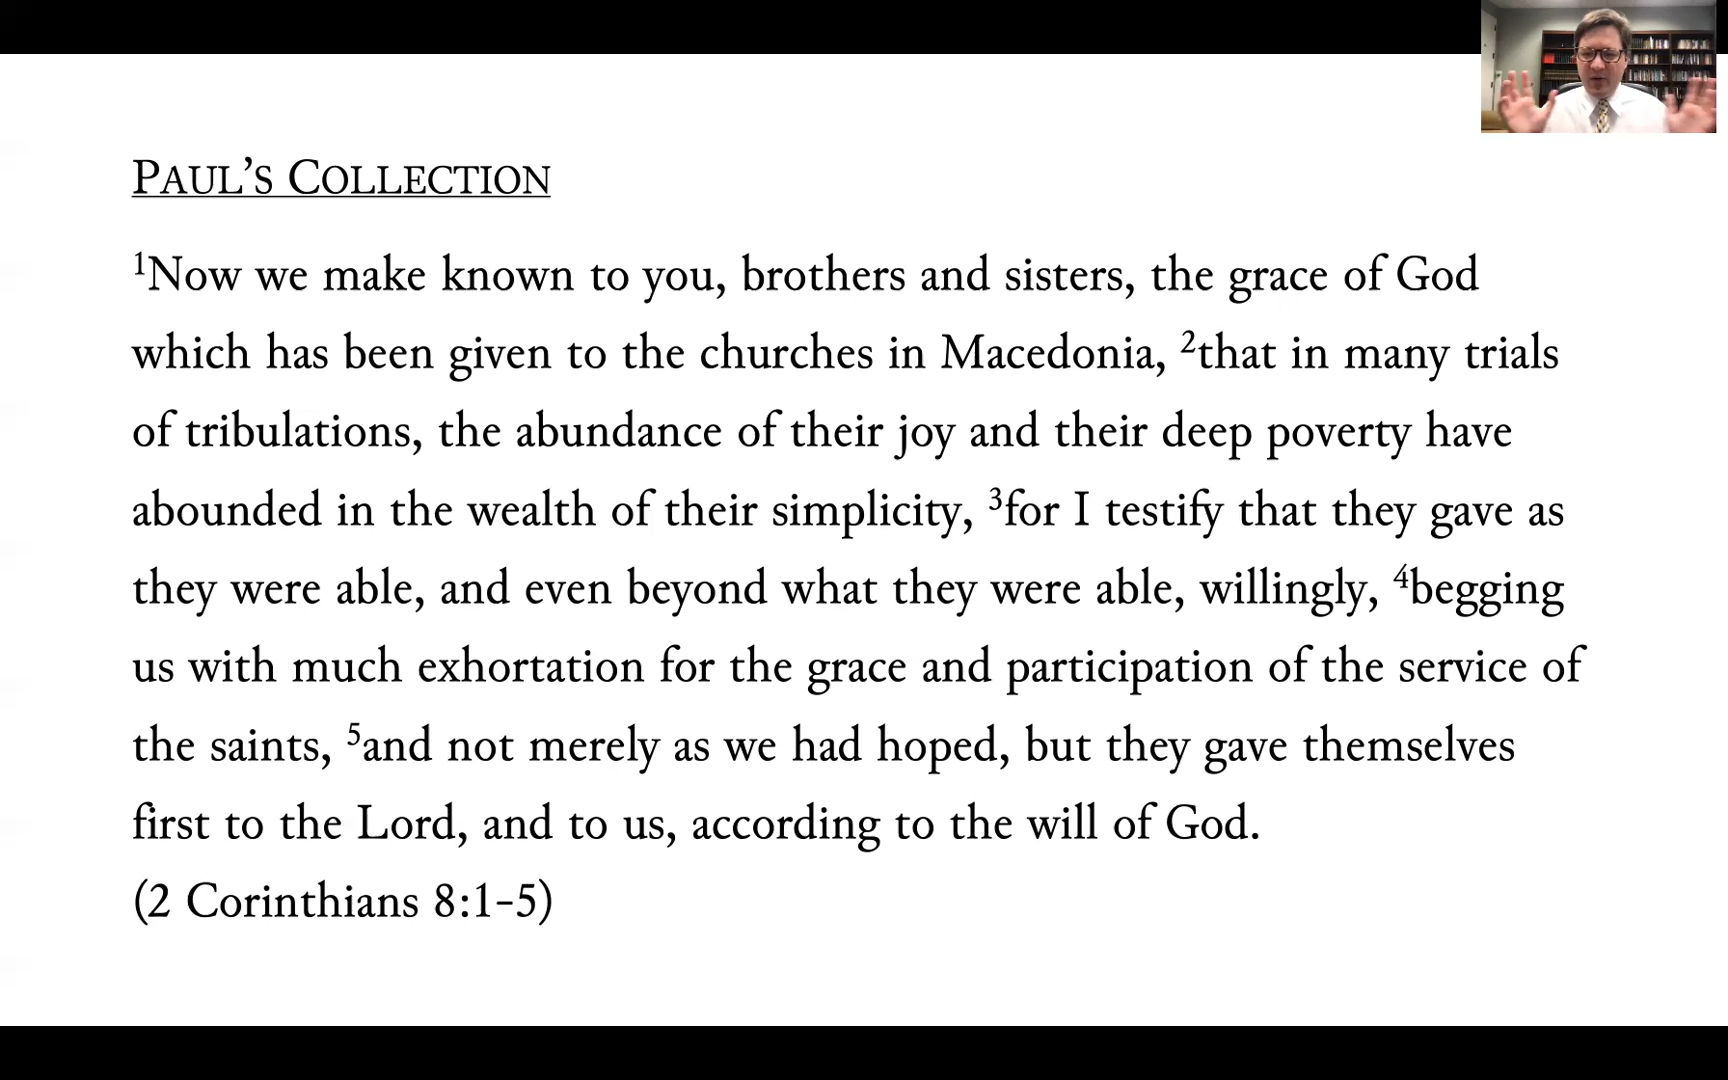 PAUL'S COLLECTION
¹Now we make known to you, brothers and sisters, the grace of God
which has been given to the churches in Macedonia, ²that in many trials
of tribulations, the abundance of their joy and their deep poverty have
abounded in the wealth of their simplicity, ³for I testify that they gave as
they were able, and even beyond what they were able, willingly, ⁴begging
us with much exhortation for the grace and participation of the service of
the saints, ⁵and not merely as we had hoped, but they gave themselves
first to the Lord, and to us, according to the will of God.
(2 Corinthians 8:1-5)